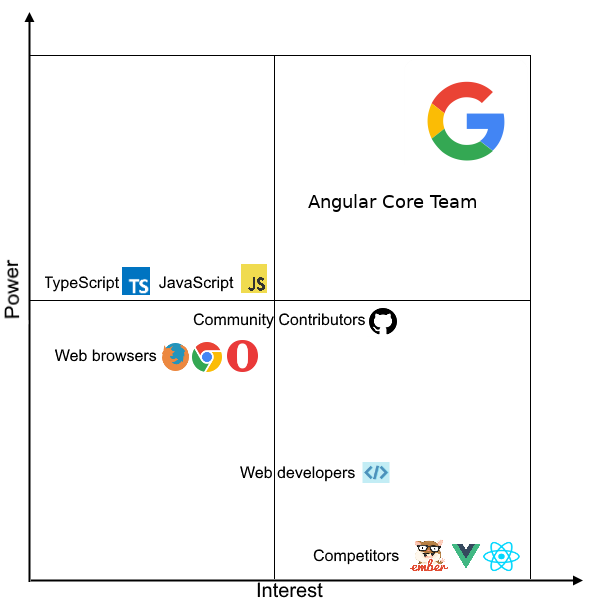 Angular Core Team
TypeScript TS JavaScript JS
Community Contributors
Web browsers
Power
Web developers </>
Competitors ember
Interest